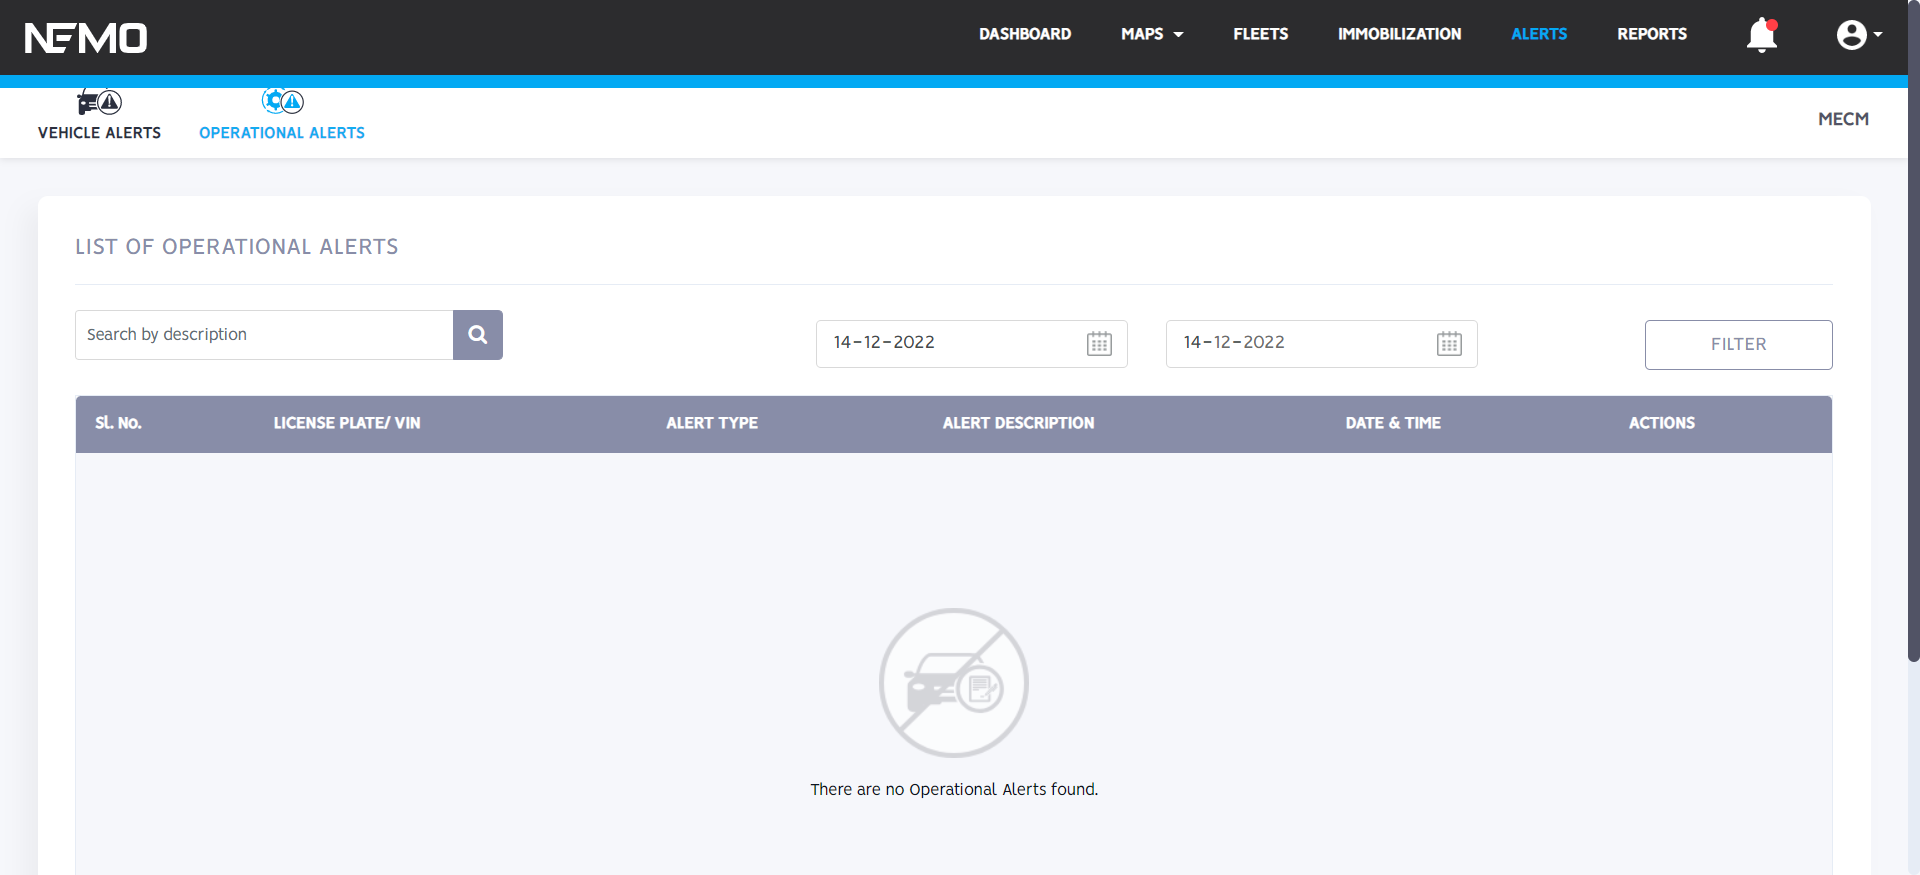 NEMO
DASHBOARD MAPS FLEETS IMMOBILIZATION ALERTS REPORTS
VEHICLE ALERTS OPERATIONAL ALERTS MECM
LIST OF OPERATIONAL ALERTS
Search by description 14-12-2022 14-12-2022 FILTER
Sl. No. LICENSE PLATE/ VIN ALERT TYPE ALERT DESCRIPTION DATE & TIME ACTIONS
There are no Operational Alerts found.